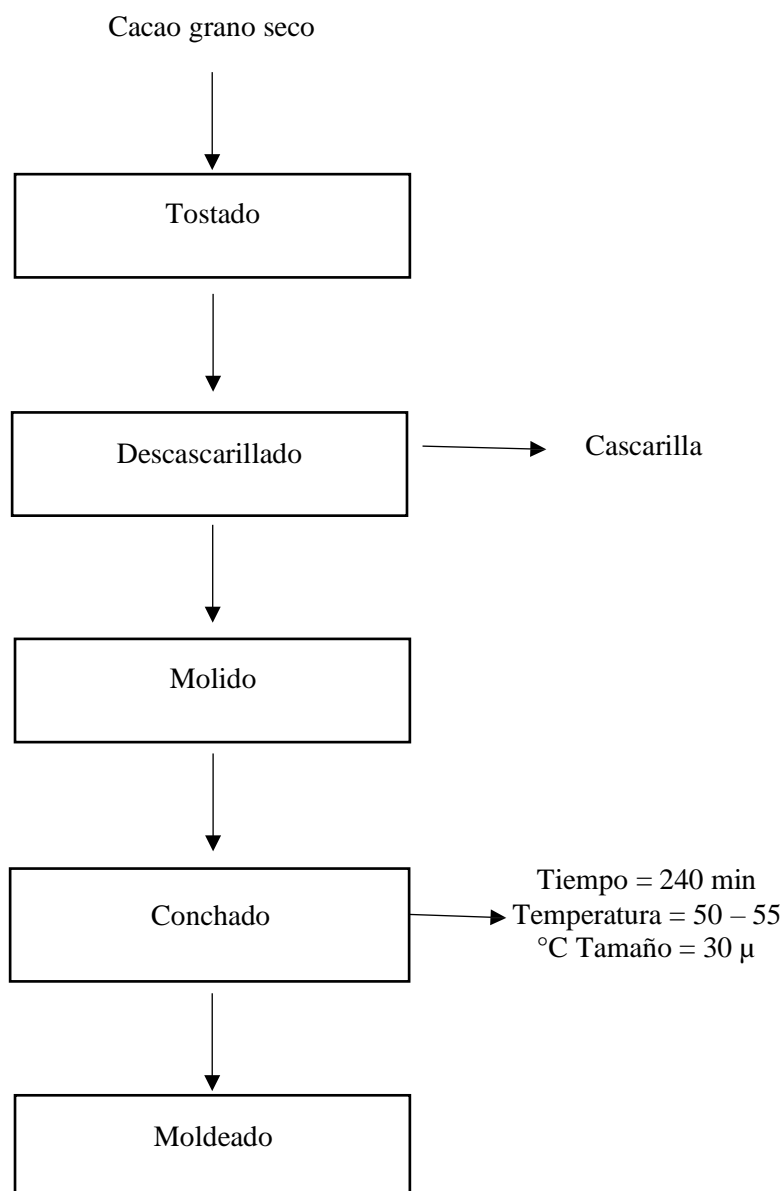 Cacao grano seco
Tostado
Descascarillado
Cascarilla
Molido
Conchado
Tiempo = 240 min
Temperatura = 50 – 55
°C Tamaño = 30 µ
Moldeado